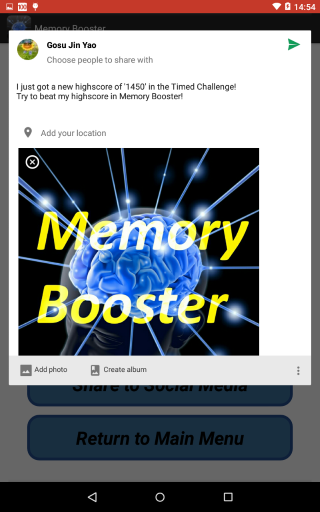 100
14:54
Memory Booster
Gosu Jin Yao
Choose people to share with
I just got a new highscore of '1450' in the Timed Challenge!
Try to beat my highscore in Memory Booster!
Add your location
Memory
Booster
Add photo
Create album
Share to Social Media
Return to Main Menu